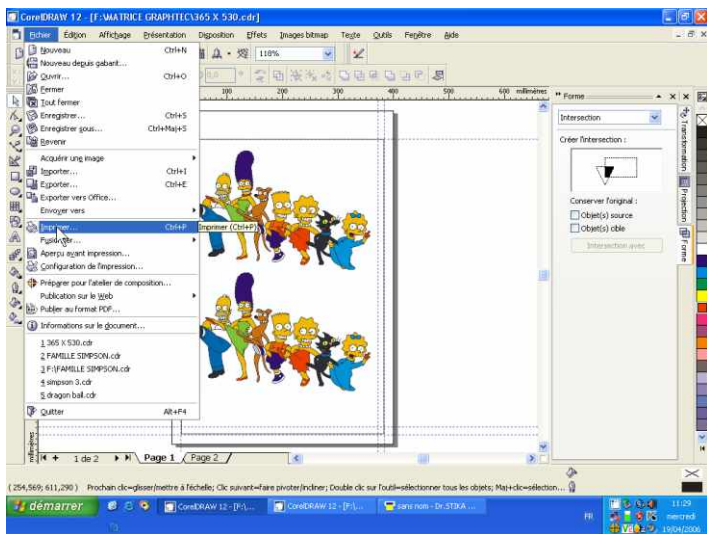 CorelDRAW 12 - [F:\MATRICE GRAPHTEC\365 X 530.cdr]
Fichier Edition Affichage Présentation Disposition Effets Images bitmap Texte Outils Fenêtre Aide
Nouveau Ctrl+N
Nouveau depuis gabarit...
Ouvrir... Ctrl+O
Fermer
Tout fermer
Enregistrer... Ctrl+S
Enregistrer sous... Ctrl+Maj+S
Revenir
Acquérir une image
Importer... Ctrl+I
Exporter... Ctrl+E
Exporter vers Office...
Envoyer vers
Imprimer... Ctrl+P
Imprimer (Ctrl+P)
Fusionner...
Aperçu avant impression...
Configuration de l'impression...
Préparer pour l'atelier de composition...
Publication sur le Web
Publier au format PDF...
Informations sur le document...
1 365 X 530.cdr
2 FAMILLE SIMPSON.cdr
3 F:\FAMILLE SIMPSON.cdr
4 simpson 3.cdr
5 dragon ball.cdr
Quitter Alt+F4
118%
0,0
200 300 400 500 600 millimètres
Forme
Intersection
Créer l'intersection :
Conserver l'original :
Objet(s) source
Objet(s) cible
Intersection avec
Transformation
Projection
Forme
1 de 2 Page 1 Page 2
(254,569; 611,290) Prochain clic=glisser/mettre à l'échelle; Clic suivant=faire pivoter/incliner; Double clic sur l'outil=sélectionner tous les objets; Maj+clic=sélection...
démarrer
CorelDRAW 12 - [F:\...
CorelDRAW 12 - [F:\...
sans nom - Dr.STIKA ...
FR
11:29
mercredi
19/04/2006